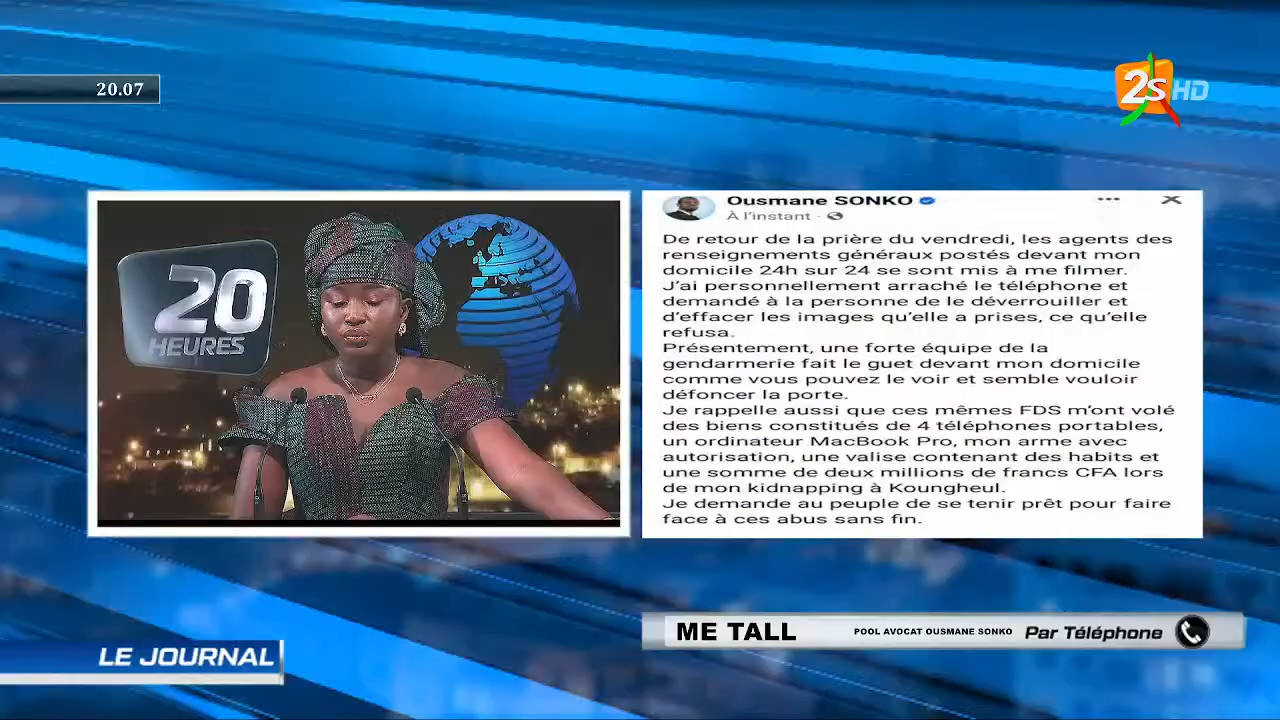 20.07
2S HD
20
HEURES
Ousmane SONKO
À l'instant ·
De retour de la prière du vendredi, les agents des
renseignements généraux postés devant mon
domicile 24h sur 24 se sont mis à me filmer.
J'ai personnellement arraché le téléphone et
demandé à la personne de le déverrouiller et
d'effacer les images qu'elle a prises, ce qu'elle
refusa.
Présentement, une forte équipe de la
gendarmerie fait le guet devant mon domicile
comme vous pouvez le voir et semble vouloir
défoncer la porte.
Je rappelle aussi que ces mêmes FDS m'ont volé
des biens constitués de 4 téléphones portables,
un ordinateur MacBook Pro, mon arme avec
autorisation, une valise contenant des habits et
une somme de deux millions de francs CFA lors
de mon kidnapping à Koungheul.
Je demande au peuple de se tenir prêt pour faire
face à ces abus sans fin.
ME TALL POOL AVOCAT OUSMANE SONKO Par Téléphone
LE JOURNAL